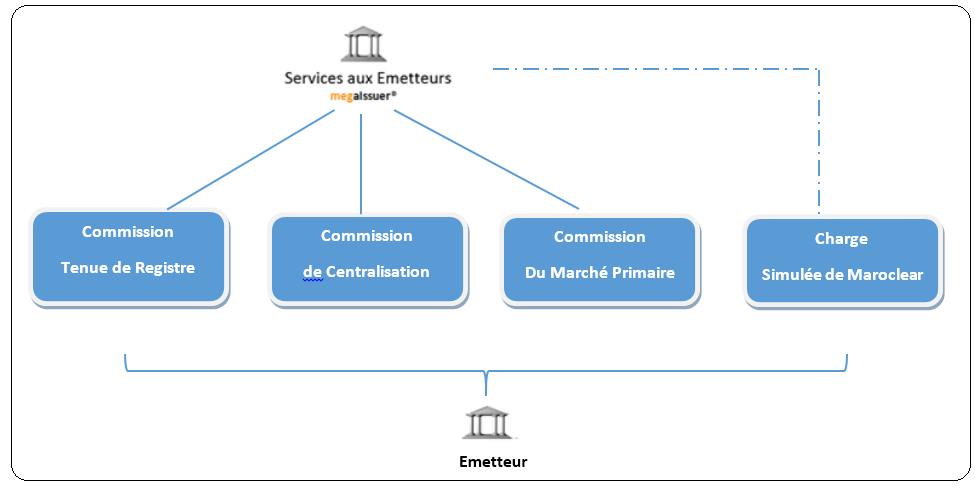 Services aux Emetteurs
megaIssuer®
Commission
Tenue de Registre
Commission
de Centralisation
Commission
Du Marché Primaire
Charge
Simulée de Maroclear
Emetteur